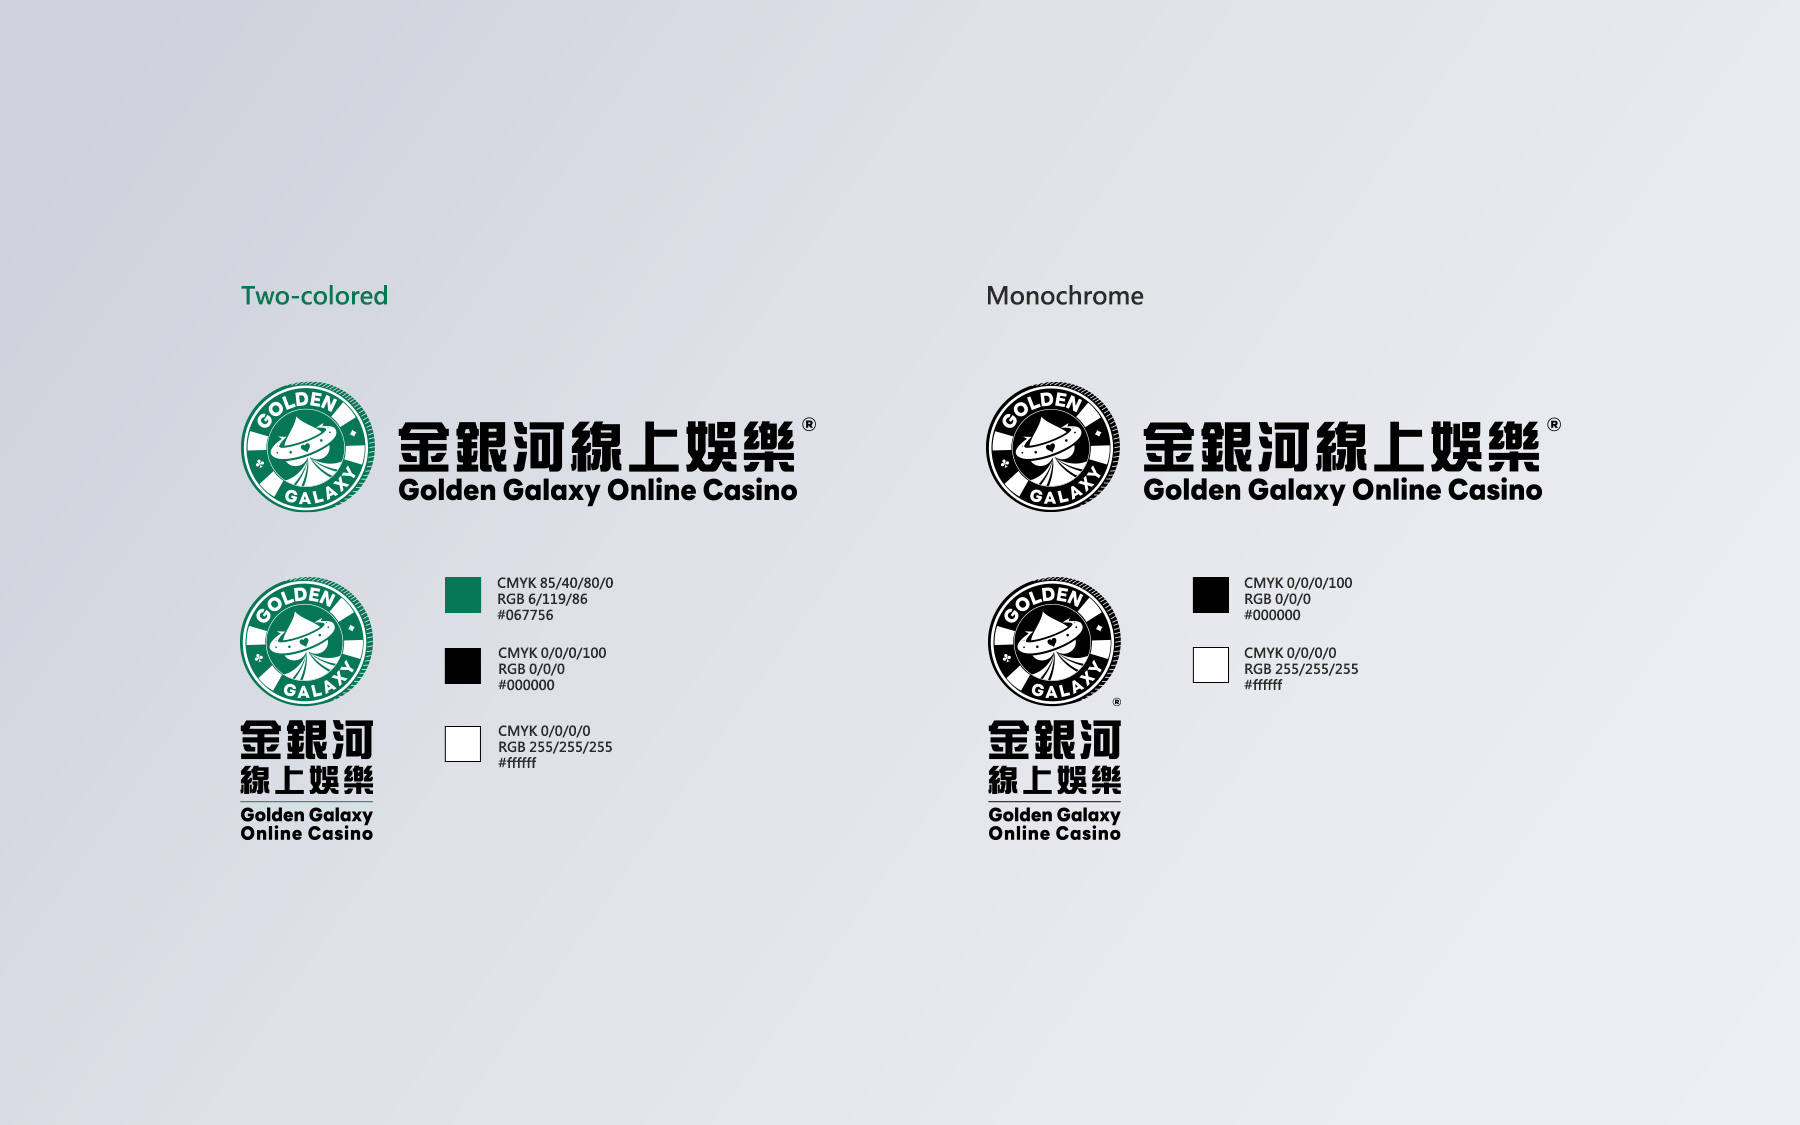 Two-colored
GOLDEN
GALAXY
金銀河線上娛樂®
Golden Galaxy Online Casino
GOLDEN
GALAXY
金銀河
線上娛樂
Golden Galaxy
Online Casino
CMYK 85/40/80/0
RGB 6/119/86
#067756
CMYK 0/0/0/100
RGB 0/0/0
#000000
CMYK 0/0/0/0
RGB 255/255/255
#ffffff
Monochrome
GOLDEN
GALAXY
金銀河線上娛樂®
Golden Galaxy Online Casino
GOLDEN
GALAXY
®
金銀河
線上娛樂
Golden Galaxy
Online Casino
CMYK 0/0/0/100
RGB 0/0/0
#000000
CMYK 0/0/0/0
RGB 255/255/255
#ffffff